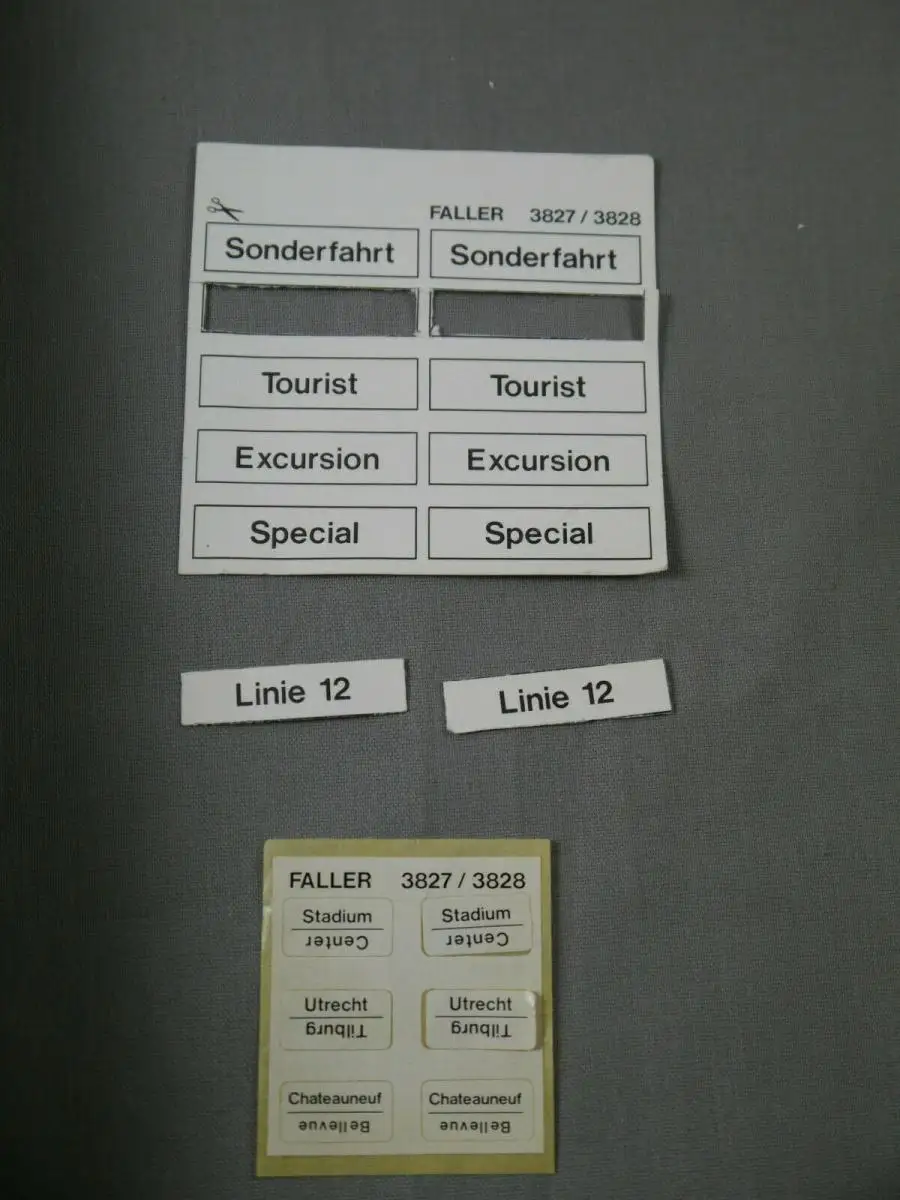 FALLER 3827 / 3828
Sonderfahrt Sonderfahrt
Tourist Tourist
Excursion Excursion
Special Special
Linie 12 Linie 12
FALLER 3827 / 3828
Stadium Stadium
Center Center
Utrecht Utrecht
Tilburg Tilburg
Chateauneuf Chateauneuf
Bellevue Bellevue